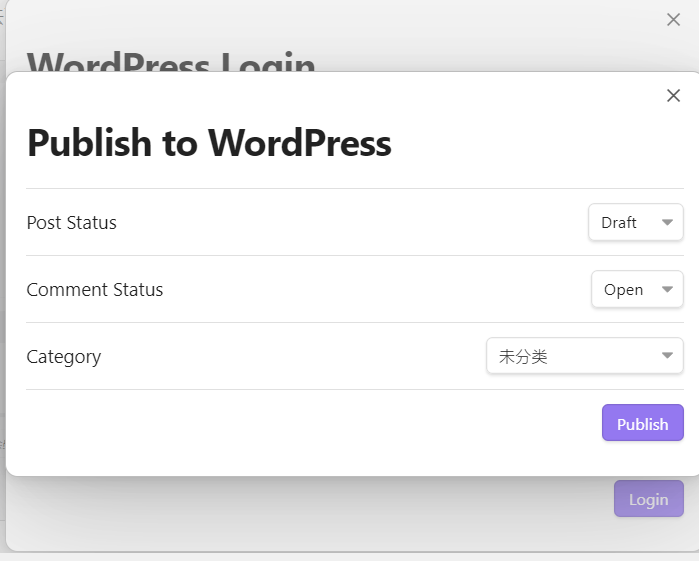 WordPress Login
Publish to WordPress
Post Status
Draft
Comment Status
Open
Category
未分类
Publish
Login